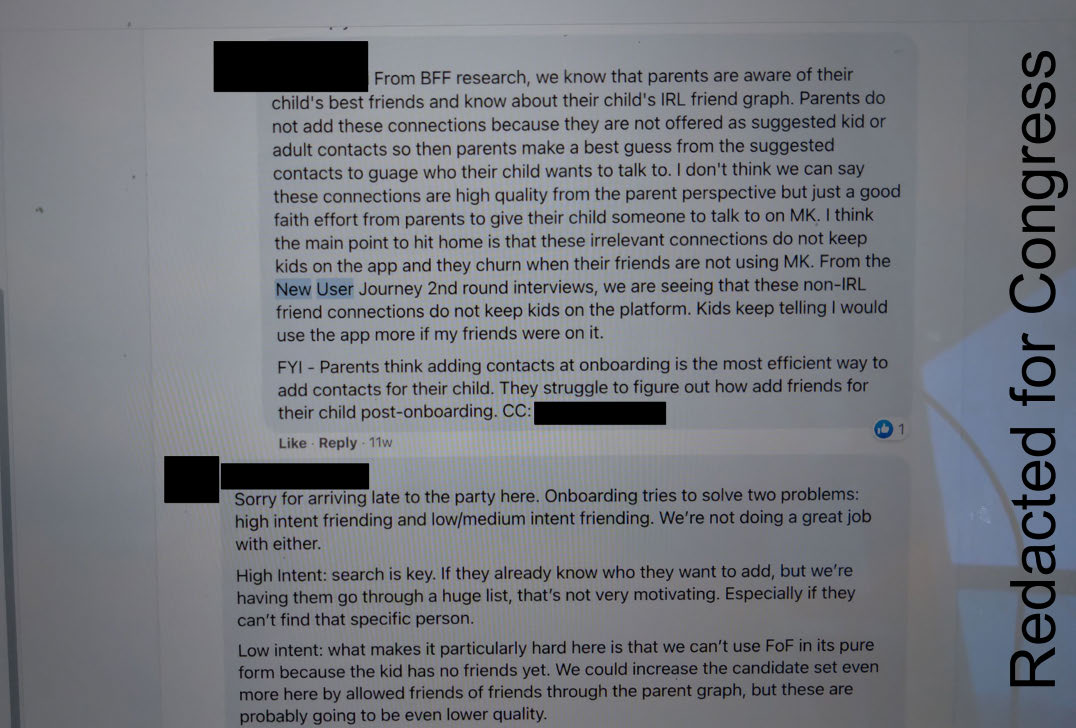 From BFF research, we know that parents are aware of their
child's best friends and know about their child's IRL friend graph. Parents do
not add these connections because they are not offered as suggested kid or
adult contacts so then parents make a best guess from the suggested
contacts to guage who their child wants to talk to. I don't think we can say
these connections are high quality from the parent perspective but just a good
faith effort from parents to give their child someone to talk to on MK. I think
the main point to hit home is that these irrelevant connections do not keep
kids on the app and they churn when their friends are not using MK. From the
New User Journey 2nd round interviews, we are seeing that these non-IRL
friend connections do not keep kids on the platform. Kids keep telling I would
use the app more if my friends were on it.
FYI - Parents think adding contacts at onboarding is the most efficient way to
add contacts for their child. They struggle to figure out how add friends for
their child post-onboarding. CC:
1
Like · Reply · 11w
Sorry for arriving late to the party here. Onboarding tries to solve two problems:
high intent friending and low/medium intent friending. We're not doing a great job
with either.
High Intent: search is key. If they already know who they want to add, but we're
having them go through a huge list, that's not very motivating. Especially if they
can't find that specific person.
Low intent: what makes it particularly hard here is that we can't use FoF in its pure
form because the kid has no friends yet. We could increase the candidate set even
more here by allowed friends of friends through the parent graph, but these are
probably going to be even lower quality.
Redacted for Congress